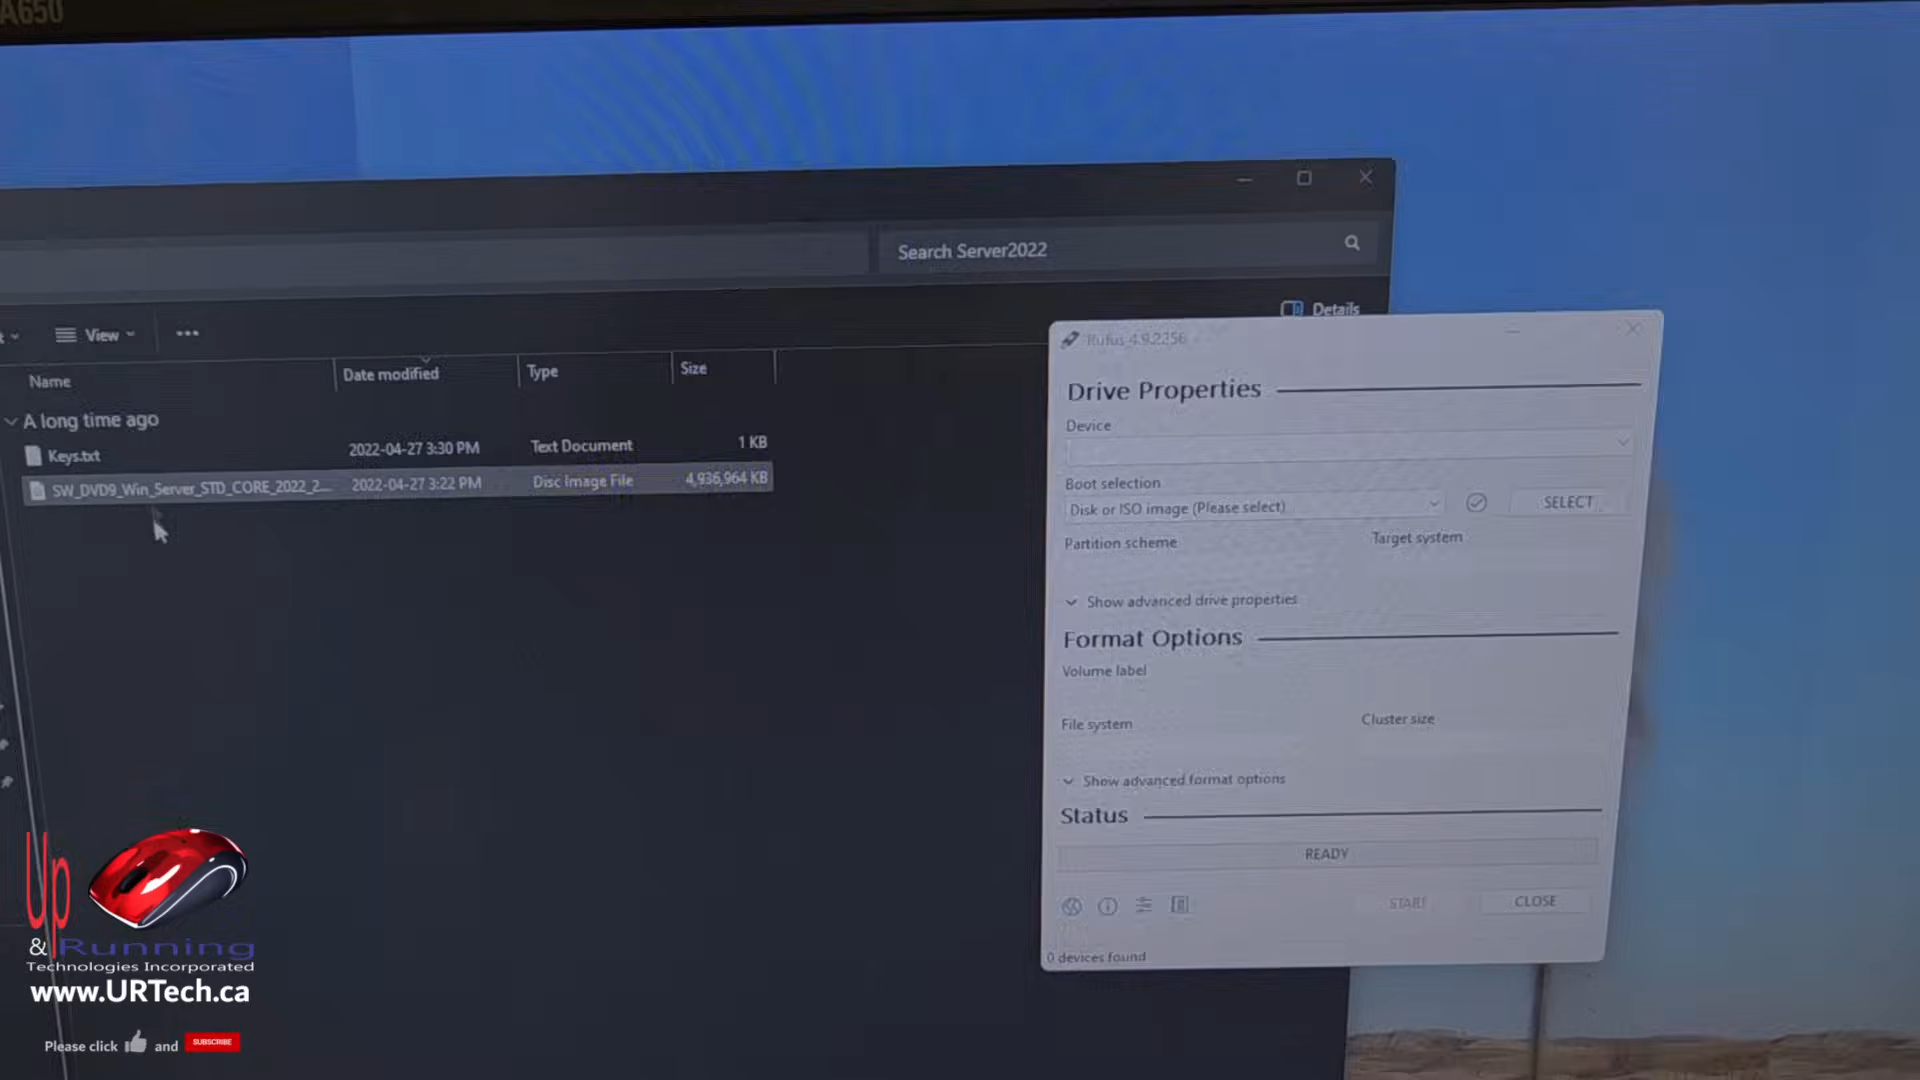 A650
Search Server2022
View
Details
Name
Date modified
Type
Size
A long time ago
Keys.txt
2022-04-27 3:30 PM
Text Document
1 KB
SW_DVD9_Win_Server_STD_CORE_2022_2...
2022-04-27 3:22 PM
Disc Image File
4,936,964 KB
Rufus 4.9.2256
Drive Properties
Device
Boot selection
Disk or ISO image (Please select)
SELECT
Partition scheme
Target system
Show advanced drive properties
Format Options
Volume label
File system
Cluster size
Show advanced format options
Status
READY
START
CLOSE
0 devices found
Up
& Running
Technologies Incorporated
www.URTech.ca
Please click and SUBSCRIBE